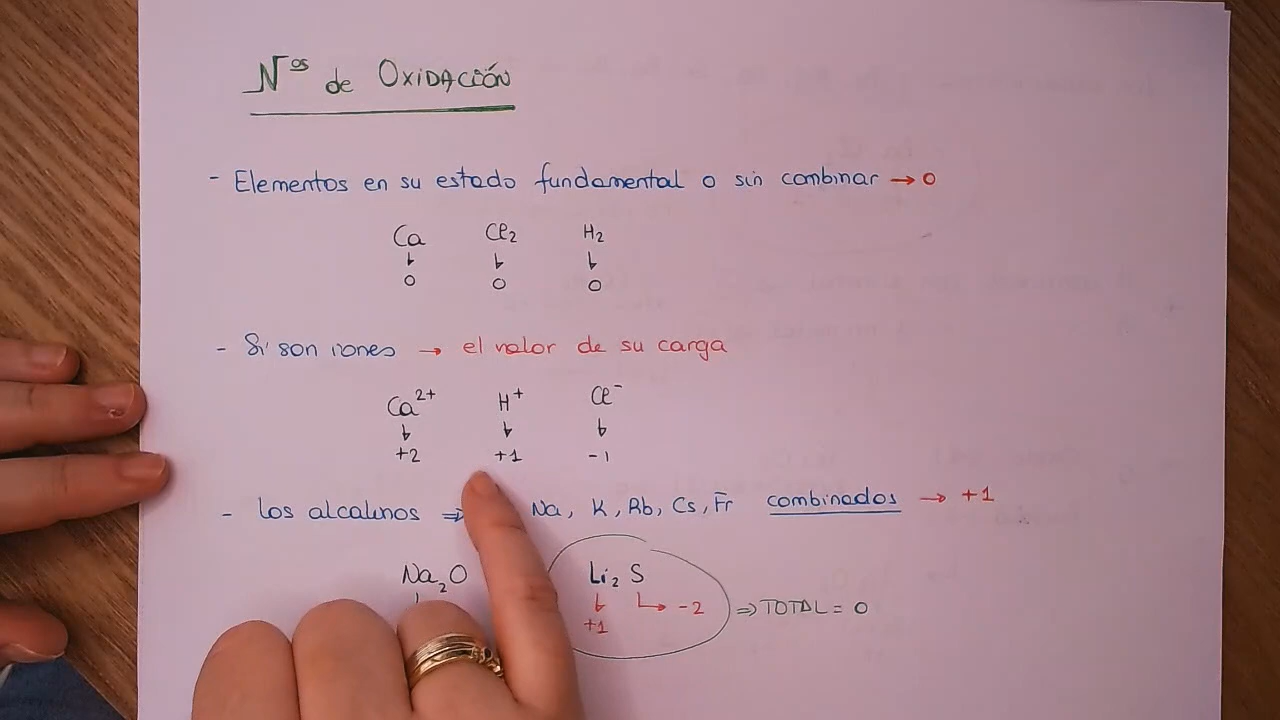 Nos de OXIDACIÓN
- Elementos en su estado fundamental o sin combinar → 0
Ca Cl2 H2
0 0 0
- Si son iones → el valor de su carga
Ca2+ H+ Cl-
+2 +1 -1
- los alcalinos ⇒ Na, K, Rb, Cs, Fr combinados → +1
Na2O Li2 S
-2 ⇒ TOTAL = 0
+1